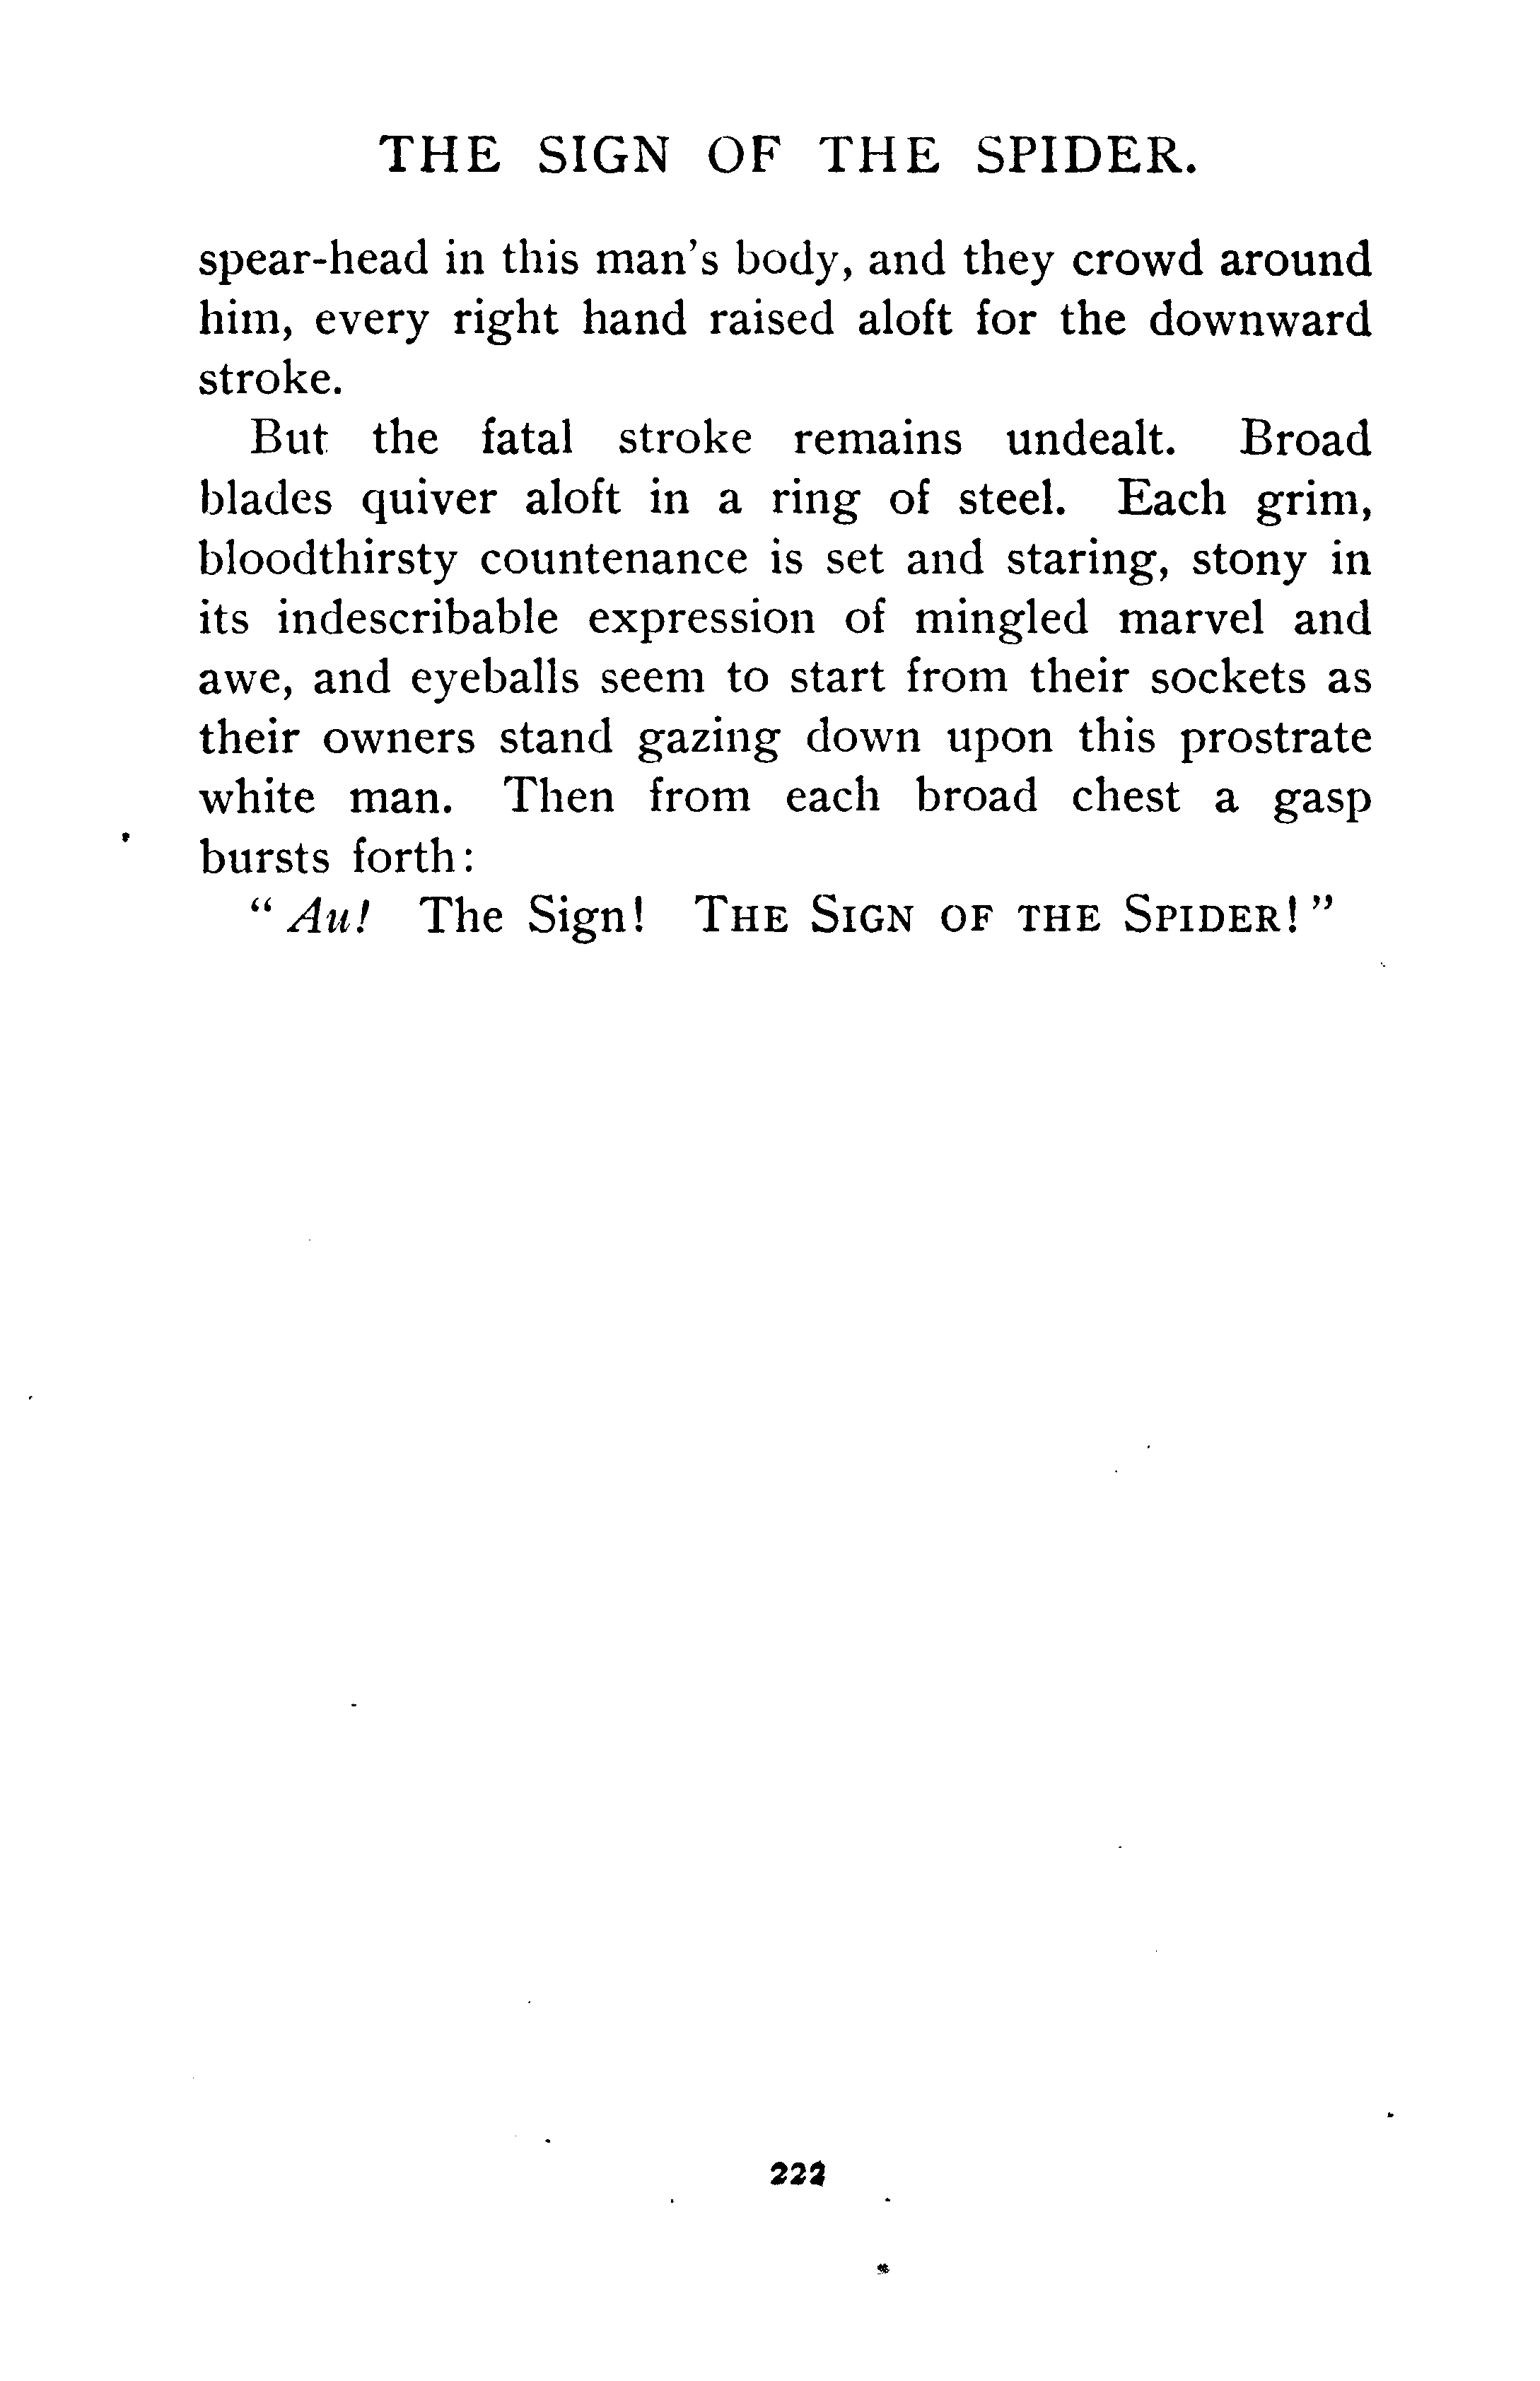 THE SIGN OF THE SPIDER.
spear-head in this man's body, and they crowd around
him, every right hand raised aloft for the downward
stroke.
But the fatal stroke remains undealt. Broad
blades quiver aloft in a ring of steel. Each grim,
bloodthirsty countenance is set and staring, stony in
its indescribable expression of mingled marvel and
awe, and eyeballs seem to start from their sockets as
their owners stand gazing down upon this prostrate
white man. Then from each broad chest a gasp
bursts forth:
"Au! The Sign! THE SIGN OF THE SPIDER!"
222